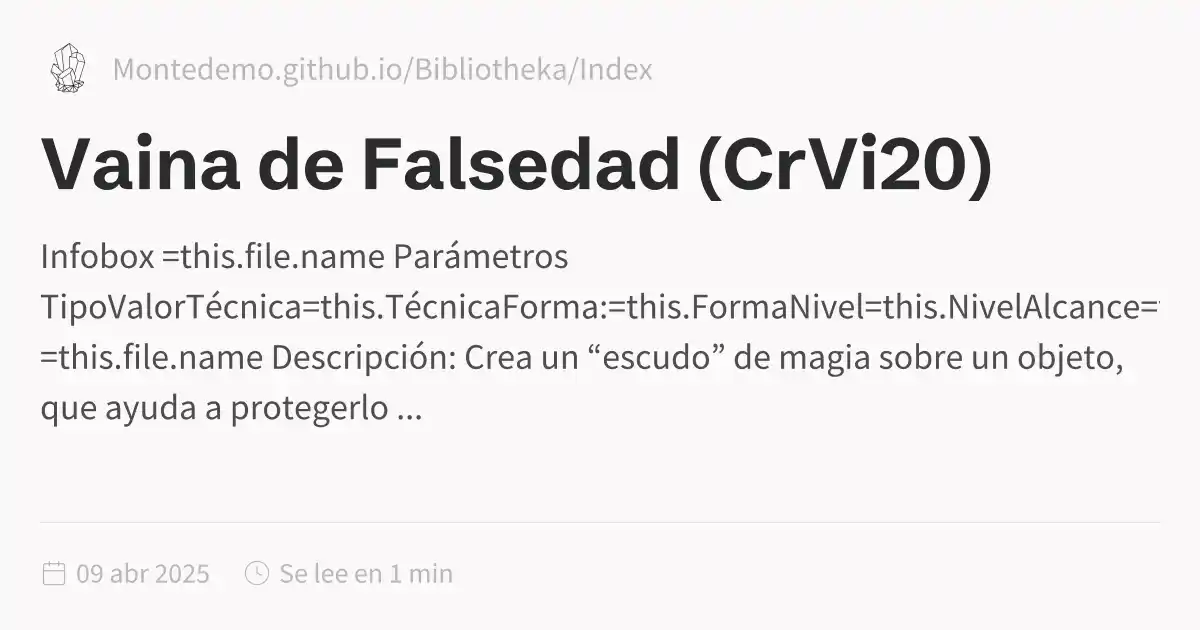 Montedemo.github.io/Bibliotheka/Index
Vaina de Falsedad (CrVi20)
Infobox =this.file.name Parámetros
TipoValorTécnica=this.TécnicaForma:=this.FormaNivel=this.NivelAlcance=
=this.file.name Descripción: Crea un “escudo” de magia sobre un objeto,
que ayuda a protegerlo ...
09 abr 2025 Se lee en 1 min